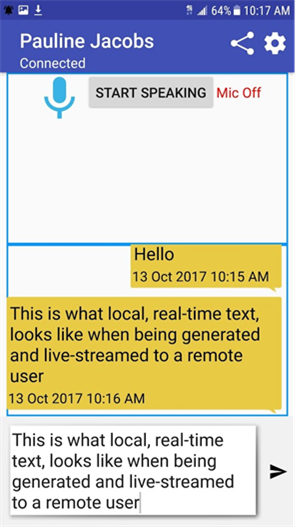 64% 10:17 AM
Pauline Jacobs
Connected
START SPEAKING Mic Off
Hello
13 Oct 2017 10:15 AM
This is what local, real-time text,
looks like when being generated
and live-streamed to a remote
user
13 Oct 2017 10:16 AM
This is what local, real-time
text, looks like when being
generated and live-streamed
to a remote user